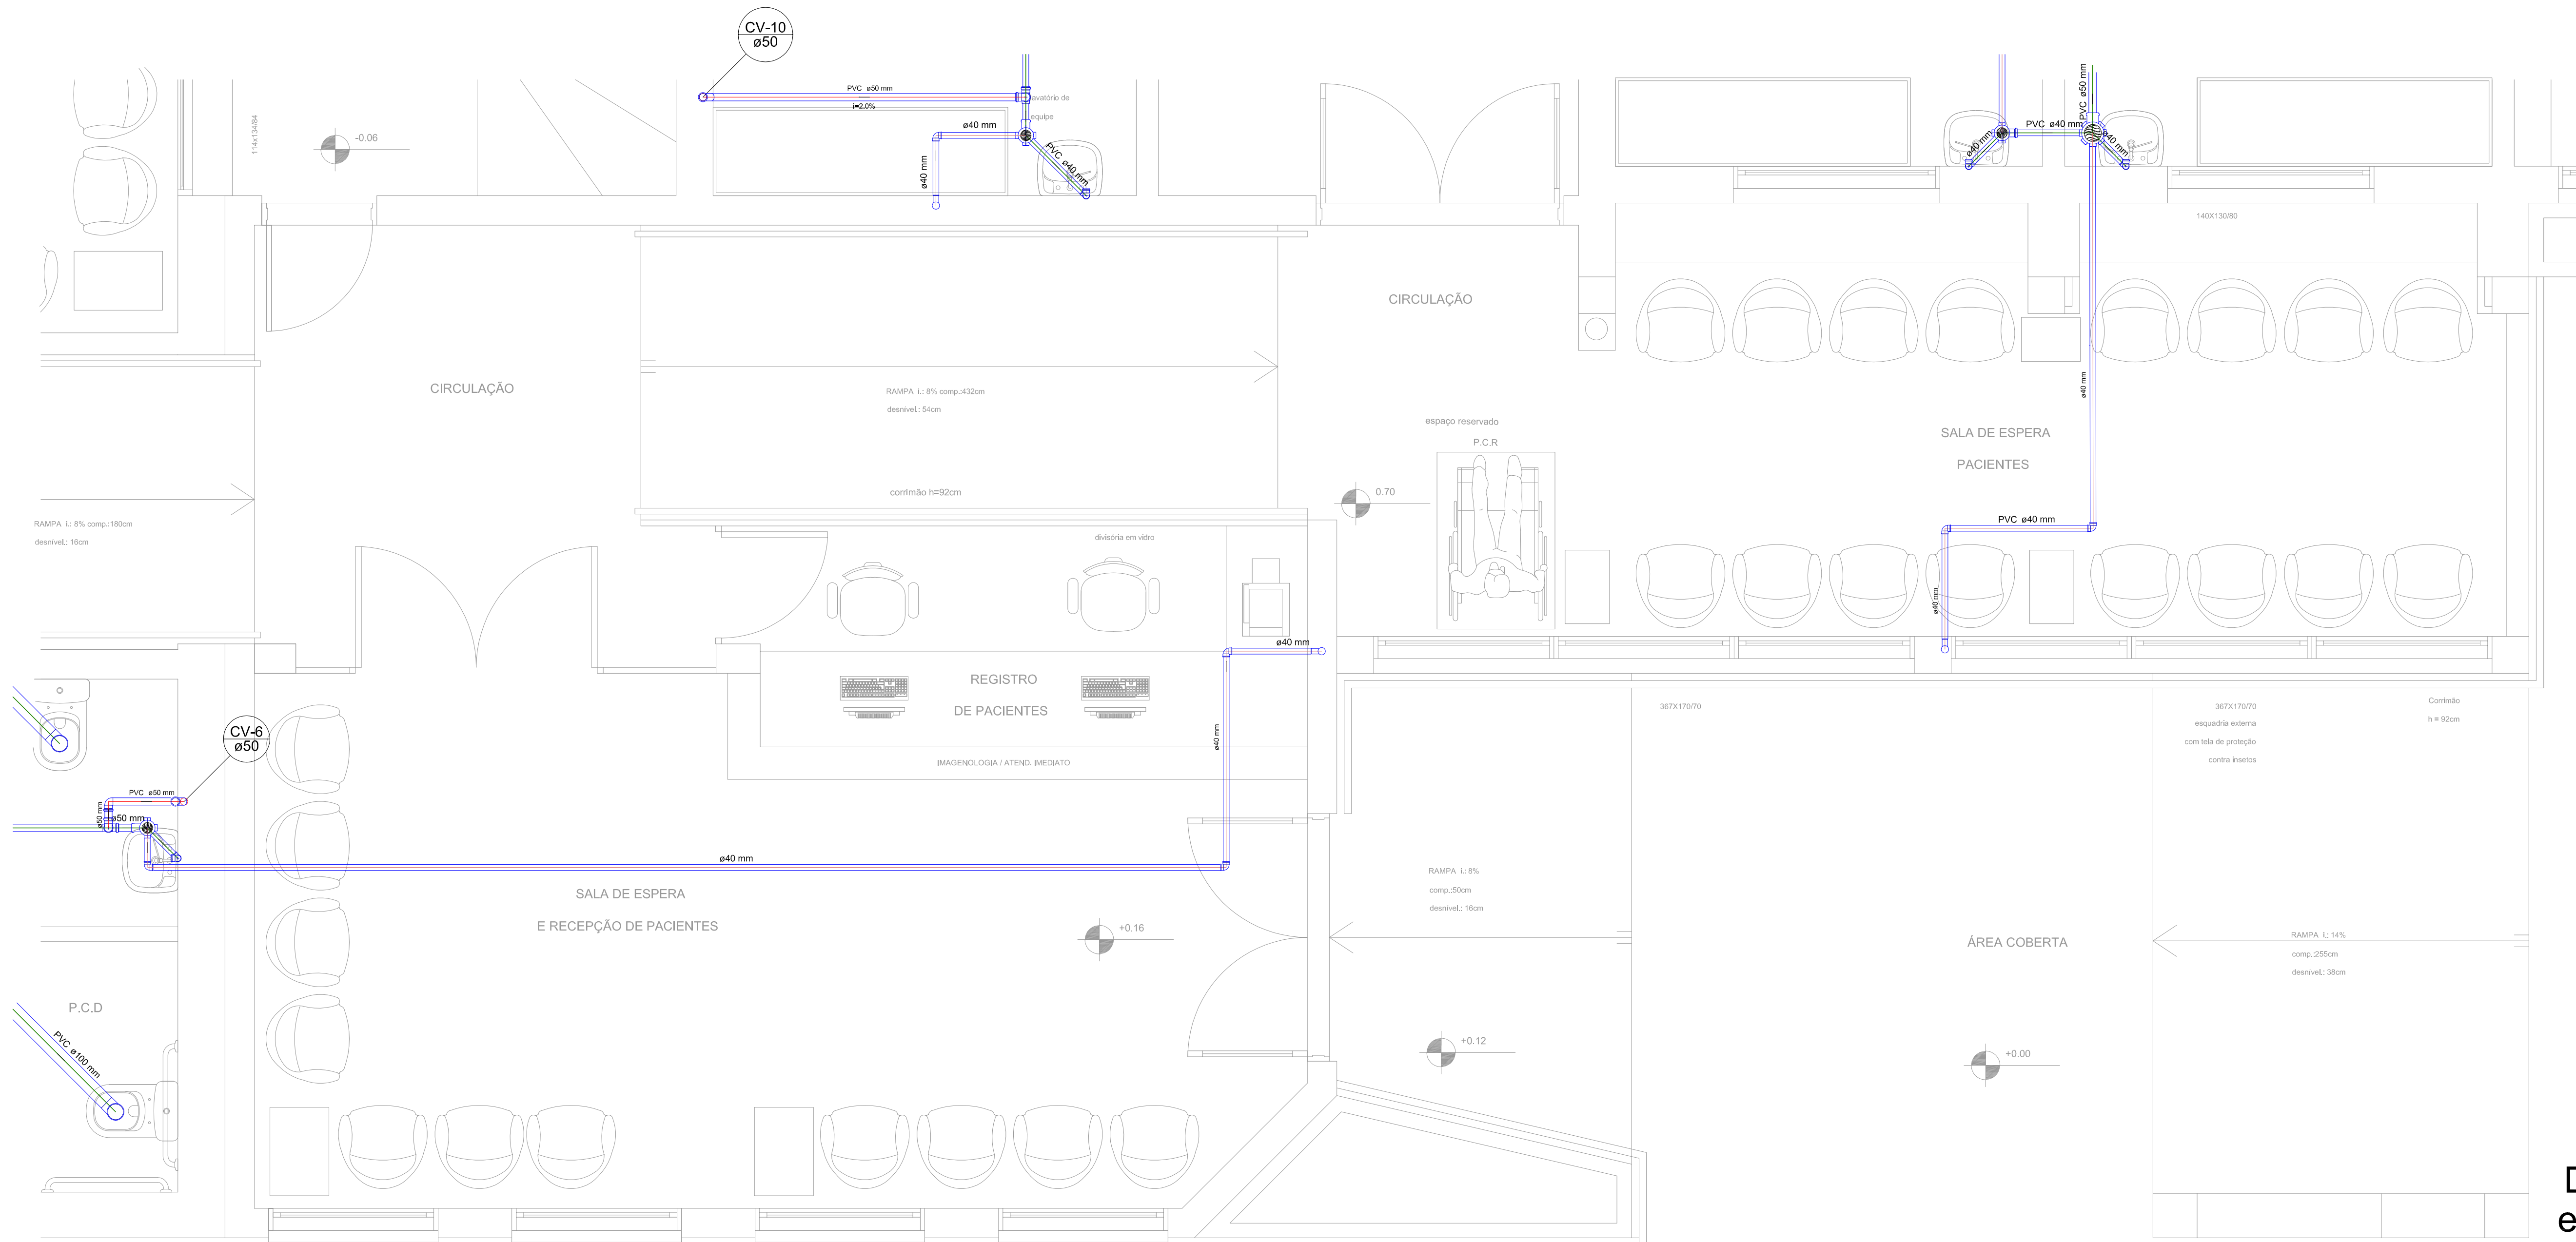 CV-10
ø50
PVC ø50 mm
i=2.0%
lavatório de
equipe
ø40 mm
ø40 mm
PVC ø40 mm
114x134/84
-0.06
PVC ø50 mm
PVC ø40 mm
ø40 mm
ø40 mm
140X130/80
CIRCULAÇÃO
CIRCULAÇÃO
RAMPA i.: 8% comp.:432cm
desnível.: 54cm
corrimão h=92cm
espaço reservado
P.C.R
0.70
SALA DE ESPERA
PACIENTES
ø40 mm
PVC ø40 mm
ø40 mm
RAMPA i.: 8% comp.:180cm
desnível.: 16cm
divisória em vidro
ø40 mm
REGISTRO
DE PACIENTES
ø40 mm
IMAGENOLOGIA / ATEND. IMEDIATO
CV-6
ø50
PVC ø50 mm
ø50 mm
ø50 mm
ø40 mm
SALA DE ESPERA
E RECEPÇÃO DE PACIENTES
+0.16
367X170/70
367X170/70
esquadria externa
com tela de proteção
contra insetos
Corrimão
h = 92cm
RAMPA i.: 8%
comp.:50cm
desnível.: 16cm
ÁREA COBERTA
RAMPA i.: 14%
comp.:255cm
desnível.: 38cm
P.C.D
PVC ø100 mm
+0.12
+0.00
D
e